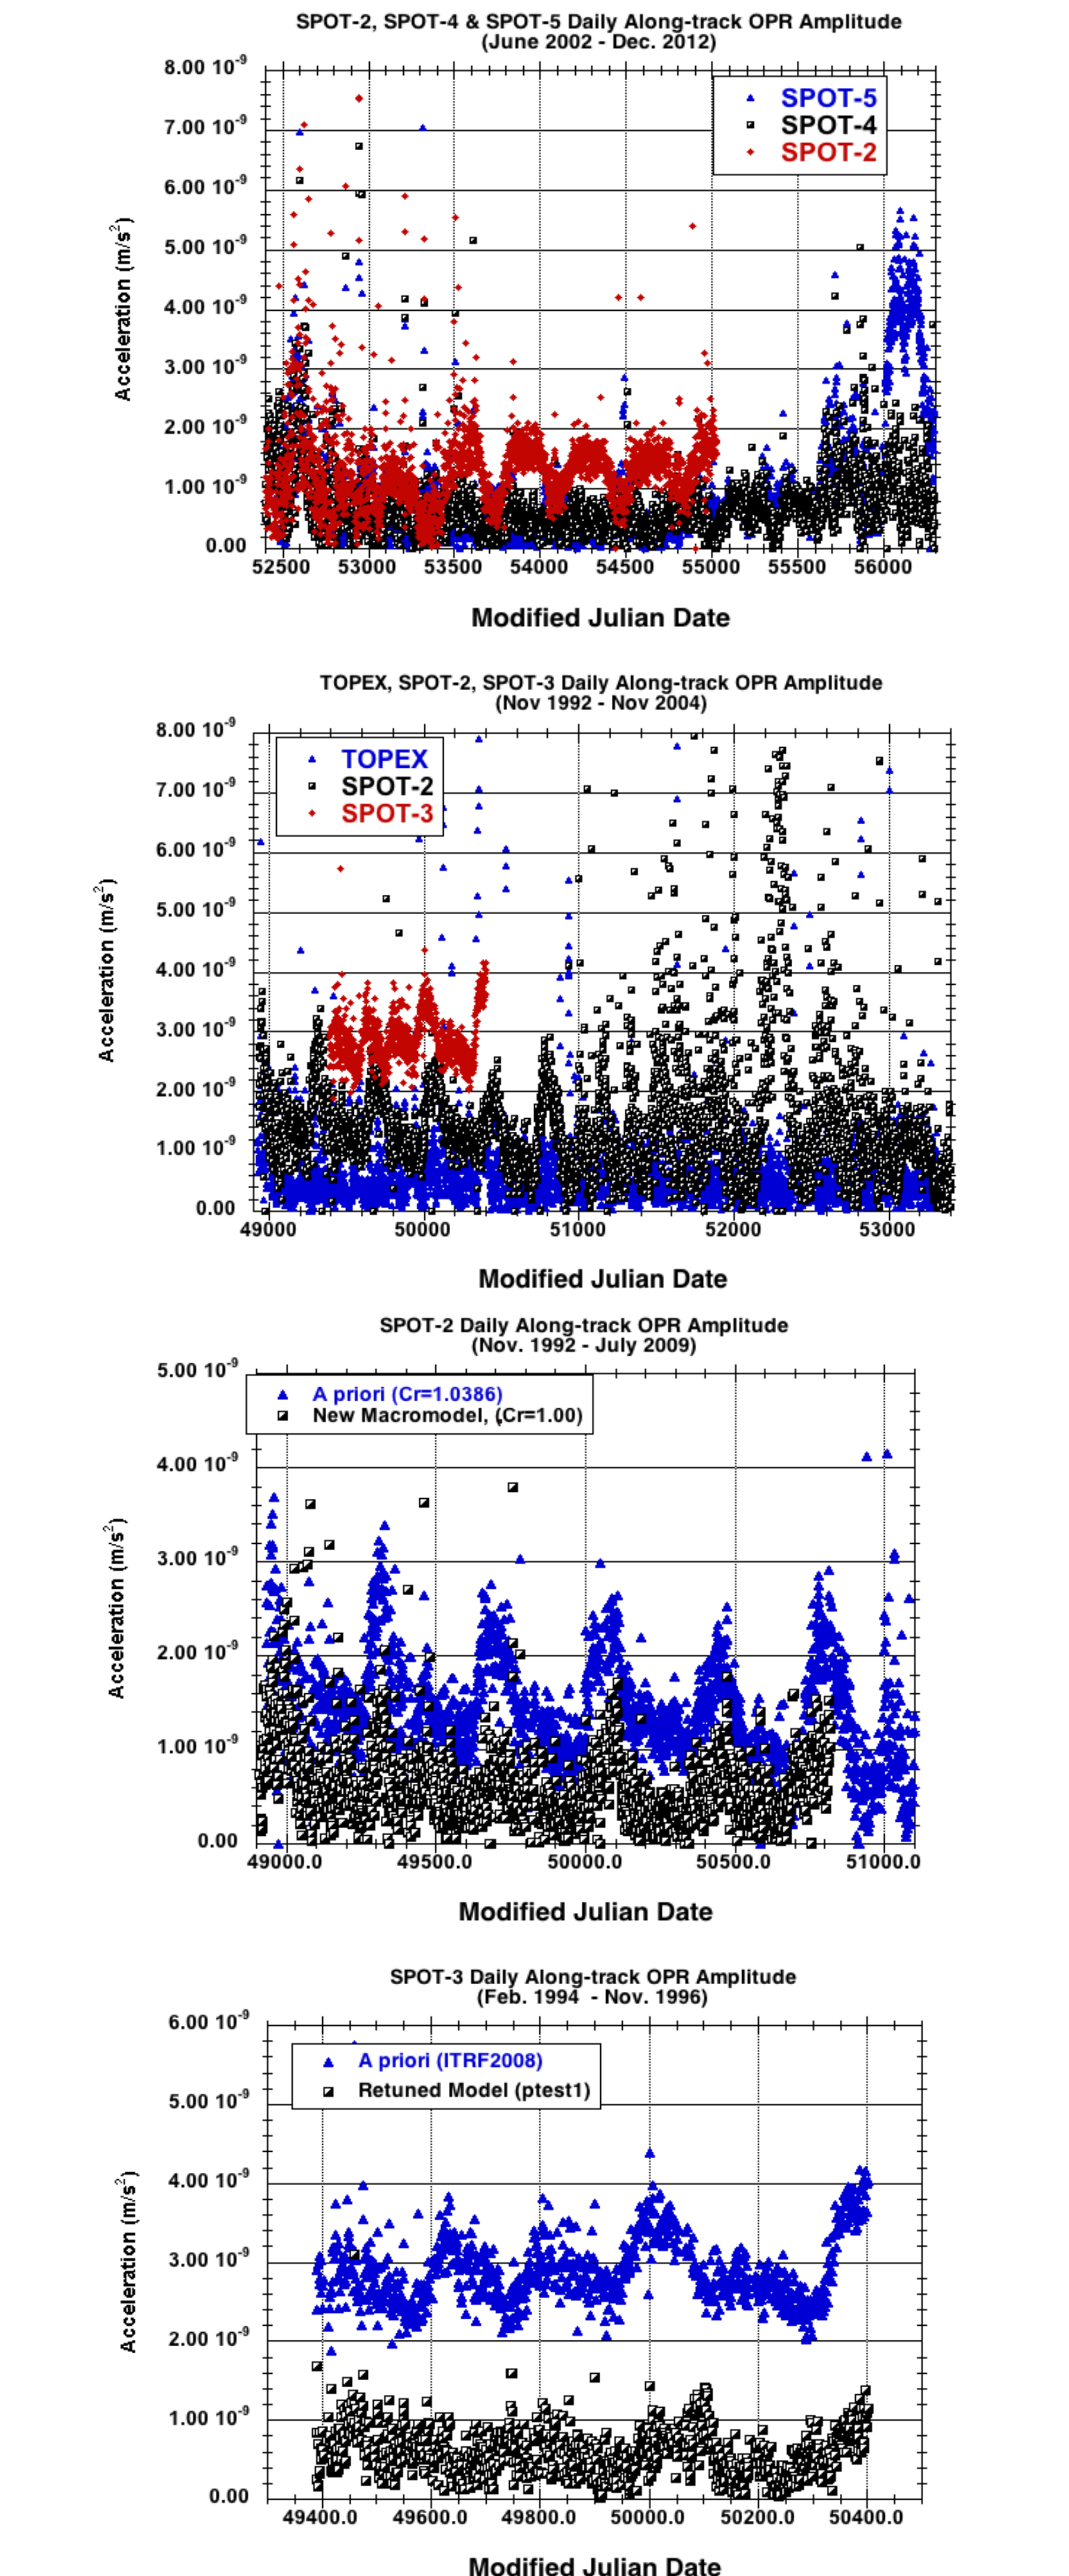 SPOT-2, SPOT-4 & SPOT-5 Daily Along-track OPR Amplitude
(June 2002 - Dec. 2012)
8.00 10⁻⁹
SPOT-5
SPOT-4
SPOT-2
7.00 10⁻⁹
6.00 10⁻⁹
5.00 10⁻⁹
4.00 10⁻⁹
3.00 10⁻⁹
2.00 10⁻⁹
1.00 10⁻⁹
0.00
Acceleration (m/s²)
52500 53000 53500 54000 54500 55000 55500 56000
Modified Julian Date
TOPEX, SPOT-2, SPOT-3 Daily Along-track OPR Amplitude
(Nov 1992 - Nov 2004)
8.00 10⁻⁹
TOPEX
SPOT-2
SPOT-3
7.00 10⁻⁹
6.00 10⁻⁹
5.00 10⁻⁹
4.00 10⁻⁹
3.00 10⁻⁹
2.00 10⁻⁹
1.00 10⁻⁹
0.00
Acceleration (m/s²)
49000 50000 51000 52000 53000
Modified Julian Date
SPOT-2 Daily Along-track OPR Amplitude
(Nov. 1992 - July 2009)
5.00 10⁻⁹
A priori (Cr=1.0386)
New Macromodel, (Cr=1.00)
4.00 10⁻⁹
3.00 10⁻⁹
2.00 10⁻⁹
1.00 10⁻⁹
0.00
Acceleration (m/s²)
49000.0 49500.0 50000.0 50500.0 51000.0
Modified Julian Date
SPOT-3 Daily Along-track OPR Amplitude
(Feb. 1994 - Nov. 1996)
6.00 10⁻⁹
A priori (ITRF2008)
Retuned Model (ptest1)
5.00 10⁻⁹
4.00 10⁻⁹
3.00 10⁻⁹
2.00 10⁻⁹
1.00 10⁻⁹
0.00
Acceleration (m/s²)
49400.0 49600.0 49800.0 50000.0 50200.0 50400.0
Modified Julian Date